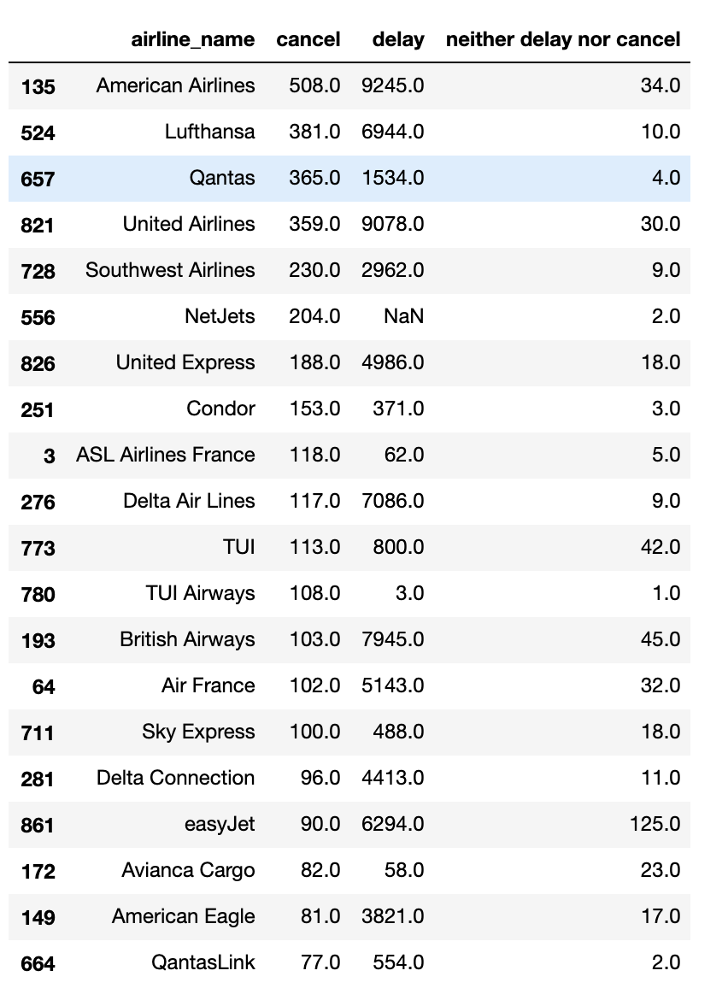 airline_name cancel delay neither delay nor cancel
135 American Airlines 508.0 9245.0 34.0
524 Lufthansa 381.0 6944.0 10.0
657 Qantas 365.0 1534.0 4.0
821 United Airlines 359.0 9078.0 30.0
728 Southwest Airlines 230.0 2962.0 9.0
556 NetJets 204.0 NaN 2.0
826 United Express 188.0 4986.0 18.0
251 Condor 153.0 371.0 3.0
3 ASL Airlines France 118.0 62.0 5.0
276 Delta Air Lines 117.0 7086.0 9.0
773 TUI 113.0 800.0 42.0
780 TUI Airways 108.0 3.0 1.0
193 British Airways 103.0 7945.0 45.0
64 Air France 102.0 5143.0 32.0
711 Sky Express 100.0 488.0 18.0
281 Delta Connection 96.0 4413.0 11.0
861 easyJet 90.0 6294.0 125.0
172 Avianca Cargo 82.0 58.0 23.0
149 American Eagle 81.0 3821.0 17.0
664 QantasLink 77.0 554.0 2.0